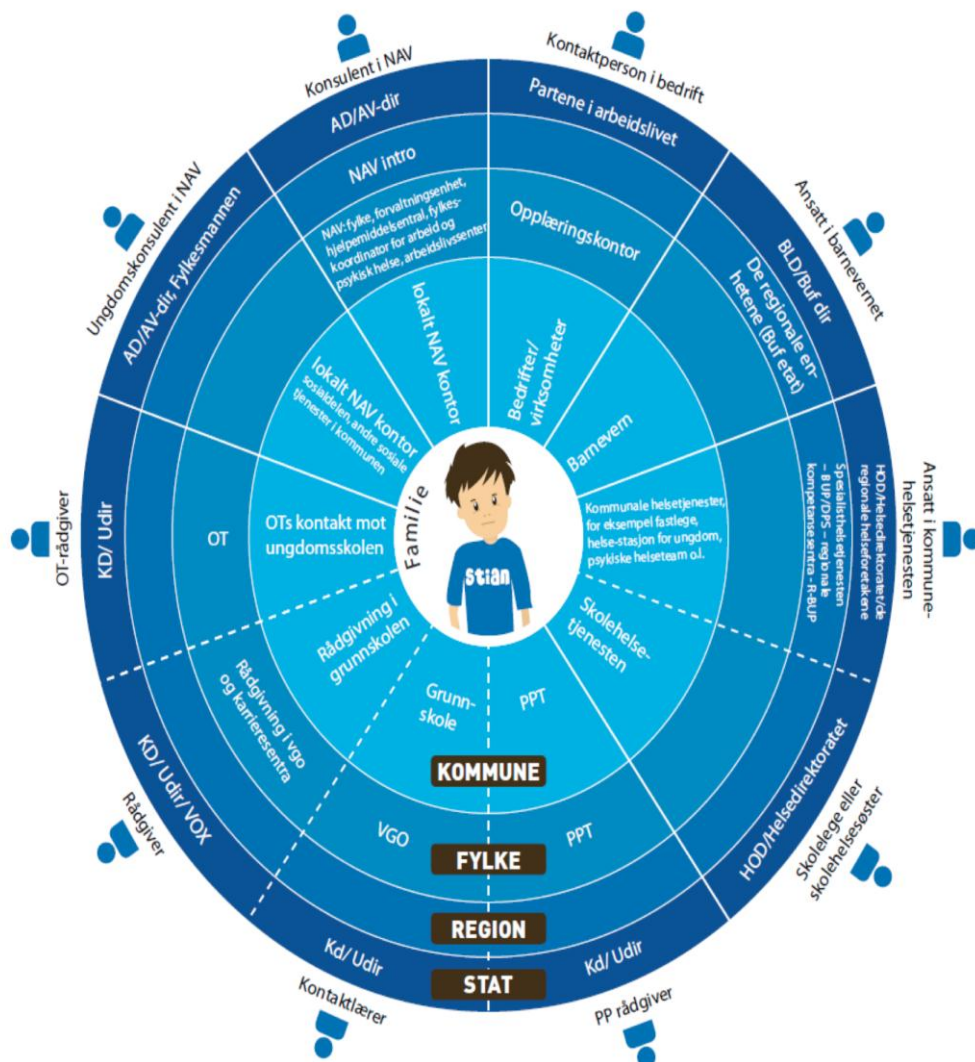 Konsulent i NAV
AD/AV-dir
NAV intro
NAV: fylke, forvaltningsenhet,
hjelpemiddelsentral, fylkes-
koordinator for arbeid og
psykisk helse, arbeidslivssenter
lokalt NAV kontor
Kontaktperson i bedrift
Partene i arbeidslivet
Opplæringskontor
Bedrifter/
virksomheter
Ansatt i barnevernet
BLD/Buf dir
De regionale en-
hetene (Buf etat)
Barnevern
Ansatt i kommune-
helsetjenesten
HOD/Helsedirektoratet/de
regionale helseforetakene
Spesialisthelsetjenesten
– BUP/DPS – regionale
kompetansesentra - R-BUP
Kommunale helsetjenester,
for eksempel fastlege,
helse-stasjon for ungdom,
psykiske helseteam o.l.
Skolelege eller
skolehelsesøster
HOD/Helsedirektoratet
Skolehelse-
tjenesten
PP rådgiver
Kd/ Udir
PPT
PPT
Kontaktlærer
Kd/ Udir
VGO
Grunn-
skole
Rådgiver
KD/ Udir/ VOX
Rådgivning i vgo
og karrieresentra
Rådgivning i
grunnskolen
OT-rådgiver
KD/ Udir
OT
OTs kontakt mot
ungdomsskolen
Ungdomskonsulent i NAV
AD/AV-dir, Fylkesmannen
lokalt NAV kontor
sosialdelen, andre sosiale
tjenester i kommunen
Familie
Stian
KOMMUNE
FYLKE
REGION
STAT